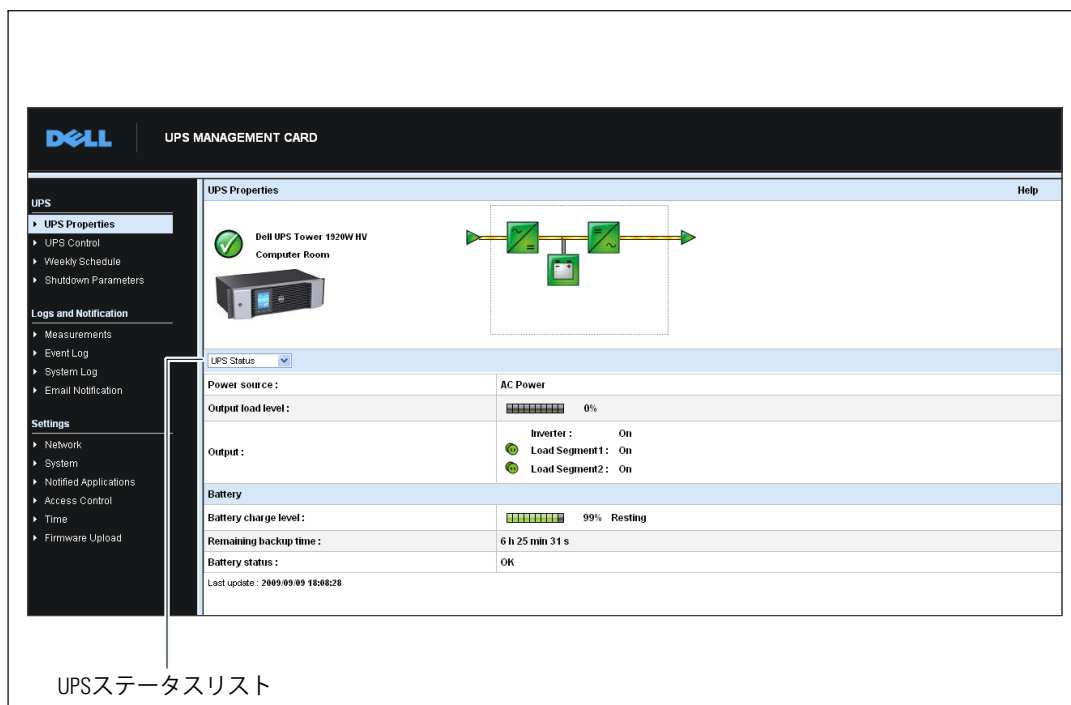 DELL
UPS MANAGEMENT CARD
UPS
UPS Properties
UPS Control
Weekly Schedule
Shutdown Parameters
Logs and Notification
Measurements
Event Log
System Log
Email Notification
Settings
Network
System
Notified Applications
Access Control
Time
Firmware Upload
UPS Properties Help
Dell UPS Tower 1920W HV
Computer Room
UPS Status
Power source : AC Power
Output load level : 0%
Output :
Inverter : On
Load Segment1 : On
Load Segment2 : On
Battery
Battery charge level : 99% Resting
Remaining backup time : 6 h 25 min 31 s
Battery status : OK
Last update : 2009/09/09 18:08:28
UPSステータスリスト